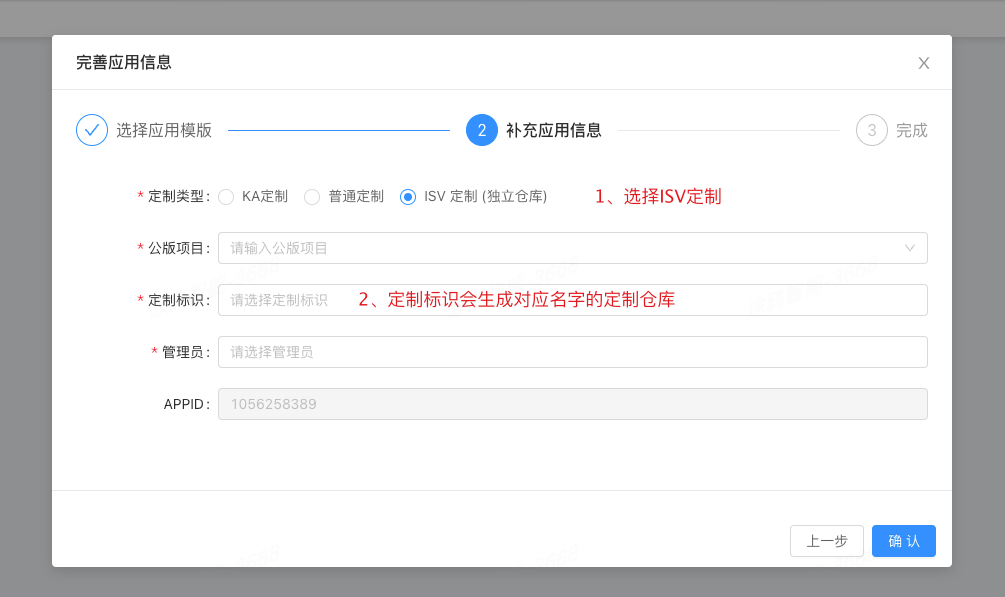 完善应用信息
选择应用模版 2 补充应用信息 3 完成
* 定制类型: KA定制 普通定制 ISV 定制 (独立仓库) 1、选择ISV定制
* 公版项目: 请输入公版项目
* 定制标识: 请选择定制标识 2、定制标识会生成对应名字的定制仓库
* 管理员: 请选择管理员
APPID: 1056258389
上一步 确 认